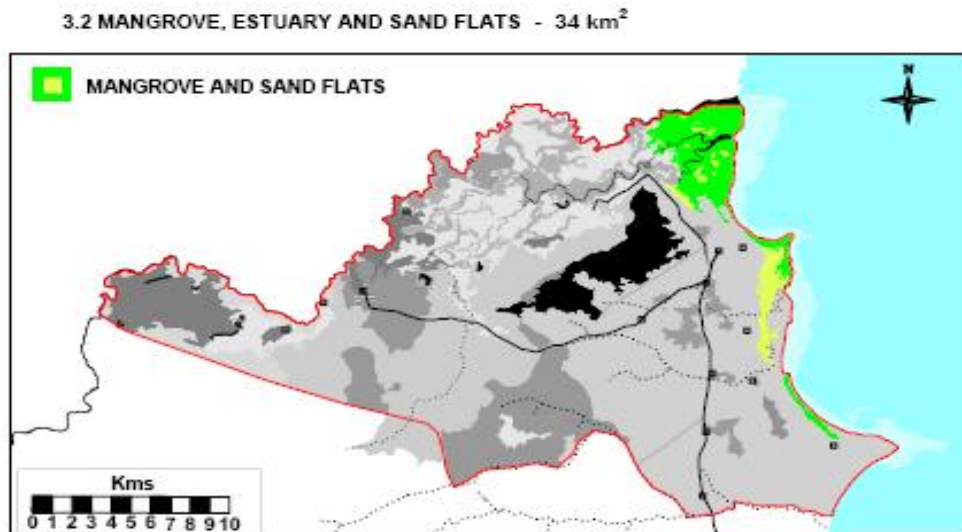 3.2 MANGROVE, ESTUARY AND SAND FLATS - 34 km²
MANGROVE AND SAND FLATS
N
Kms
0 1 2 3 4 5 6 7 8 9 10